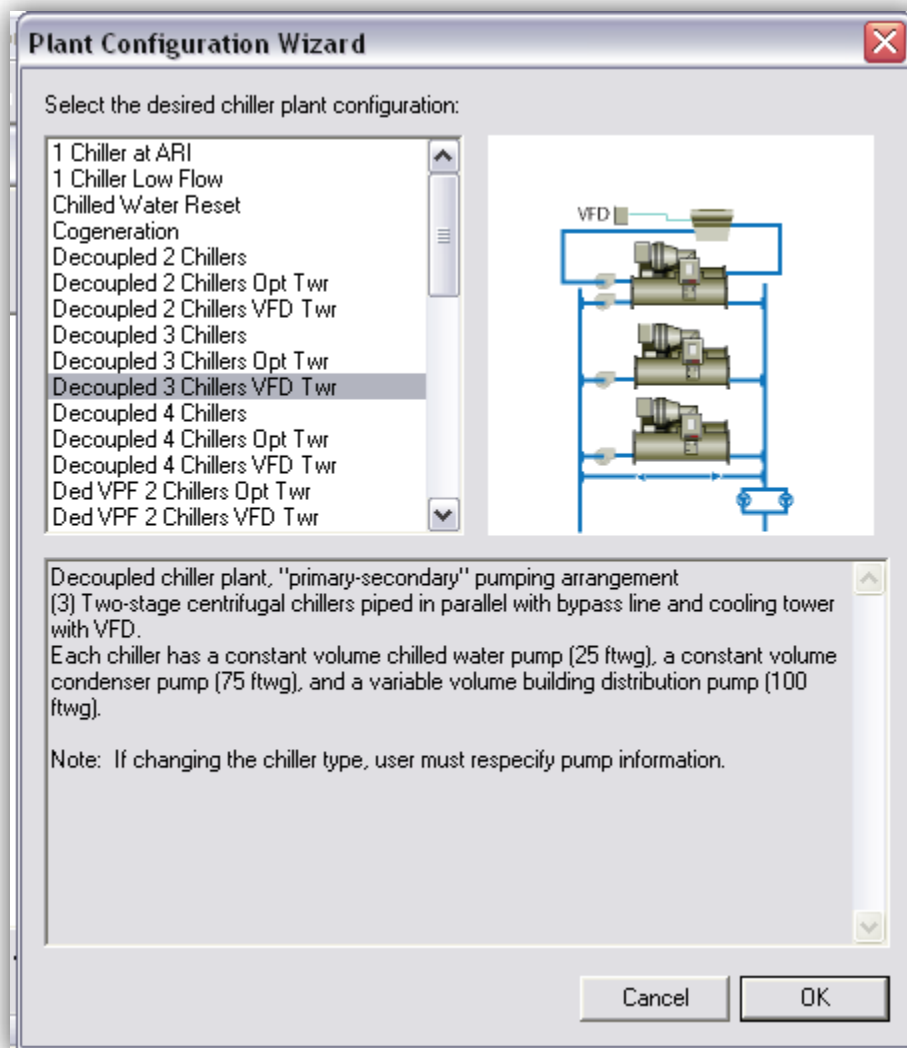 Plant Configuration Wizard
Select the desired chiller plant configuration:
1 Chiller at ARI
1 Chiller Low Flow
Chilled Water Reset
Cogeneration
Decoupled 2 Chillers
Decoupled 2 Chillers Opt Twr
Decoupled 2 Chillers VFD Twr
Decoupled 3 Chillers
Decoupled 3 Chillers Opt Twr
Decoupled 3 Chillers VFD Twr
Decoupled 4 Chillers
Decoupled 4 Chillers Opt Twr
Decoupled 4 Chillers VFD Twr
Ded VPF 2 Chillers Opt Twr
Ded VPF 2 Chillers VFD Twr
VFD
Decoupled chiller plant, "primary-secondary" pumping arrangement
(3) Two-stage centrifugal chillers piped in parallel with bypass line and cooling tower
with VFD.
Each chiller has a constant volume chilled water pump (25 ftwg), a constant volume
condenser pump (75 ftwg), and a variable volume building distribution pump (100
ftwg).
Note:  If changing the chiller type, user must respecify pump information.
Cancel
OK